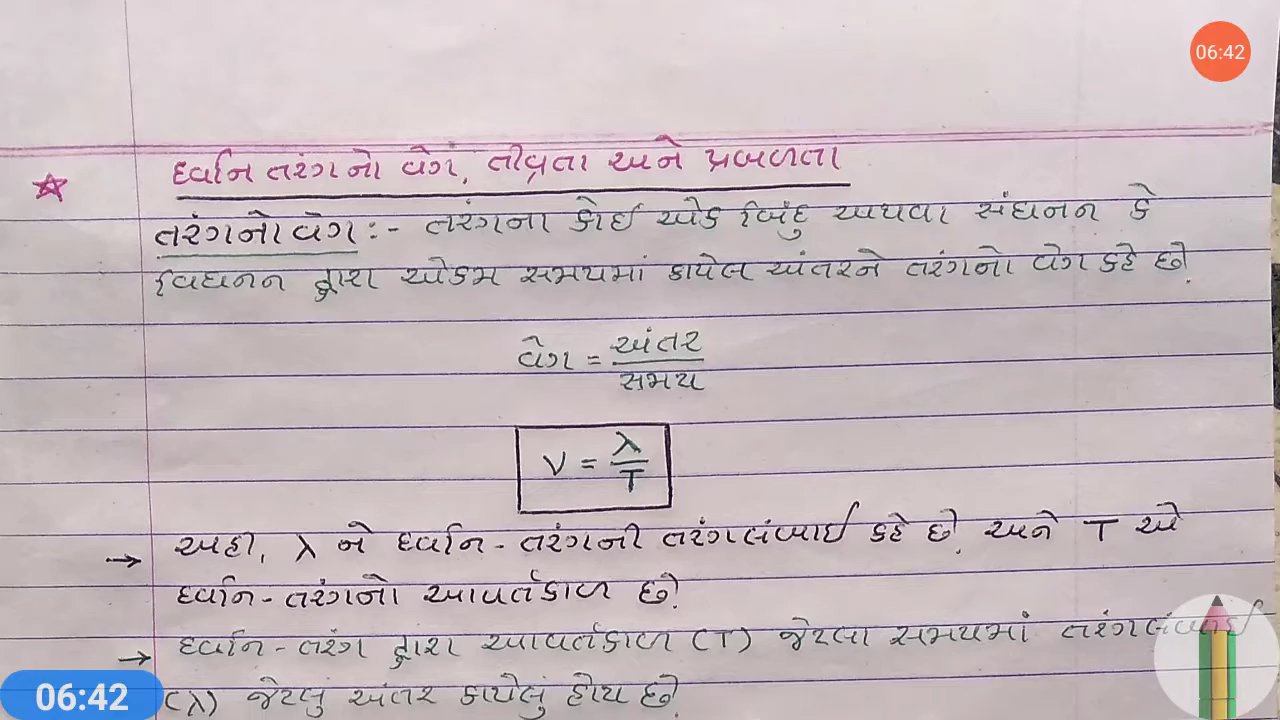 06:42
ધ્વનિ તરંગનો વેગ, તીવ્રતા અને પ્રબળતા
તરંગનો વેગ :- તરંગના કોઈ એક બિંદુ અથવા સંઘનન કે
વિઘનન દ્વારા એકમ સમયમાં કાપેલ અંતરને તરંગનો વેગ કહે છે.
વેગ = અંતર / સમય
V = λ / T
→ અહી, λ ને ધ્વનિ - તરંગની તરંગલંબાઈ કહે છે. અને T એ
ધ્વનિ - તરંગનો આવર્તકાળ છે.
→ ધ્વનિ - તરંગ દ્વારા આવર્તકાળ (T) જેટલા સમયમાં તરંગલંબાઈ
(λ) જેટલું અંતર કાપેલું હોય છે.
06:42